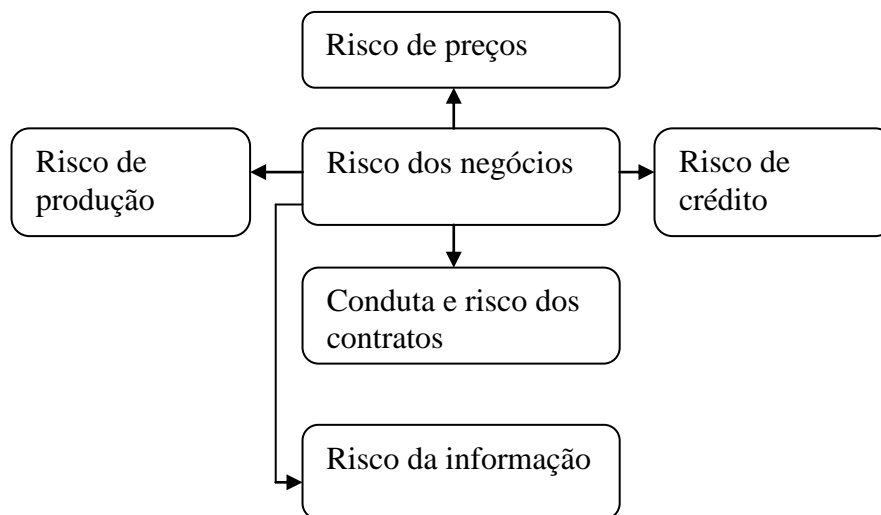 Risco de preços
Risco de
produção
Risco dos negócios
Risco de
crédito
Conduta e risco dos
contratos
Risco da informação